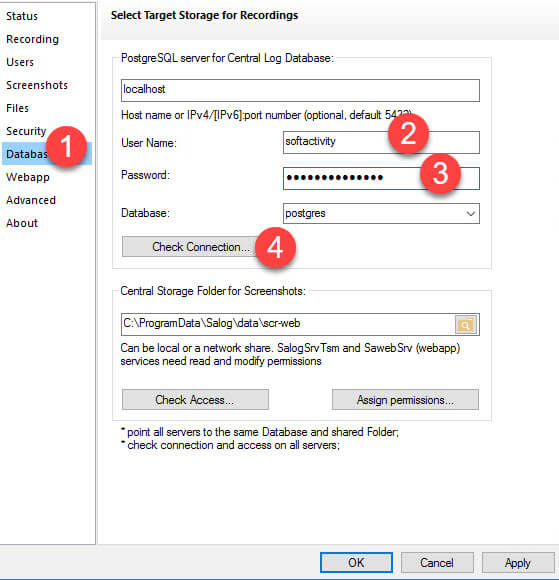 Status
Recording
Users
Screenshots
Files
Security
Databas
Webapp
Advanced
About
1
Select Target Storage for Recordings
PostgreSQL server for Central Log Database:
localhost
Host name or IPv4/[IPv6]:port number (optional, default 5432)
User Name:
softactivity
2
Password:
••••••••••••••
3
Database:
postgres
Check Connection...
4
Central Storage Folder for Screenshots:
C:\ProgramData\Salog\data\scr-web
Can be local or a network share. SalogSrvTsm and SawebSrv (webapp)
services need read and modify permissions
Check Access...
Assign permissions...
* point all servers to the same Database and shared Folder;
* check connection and access on all servers;
OK
Cancel
Apply